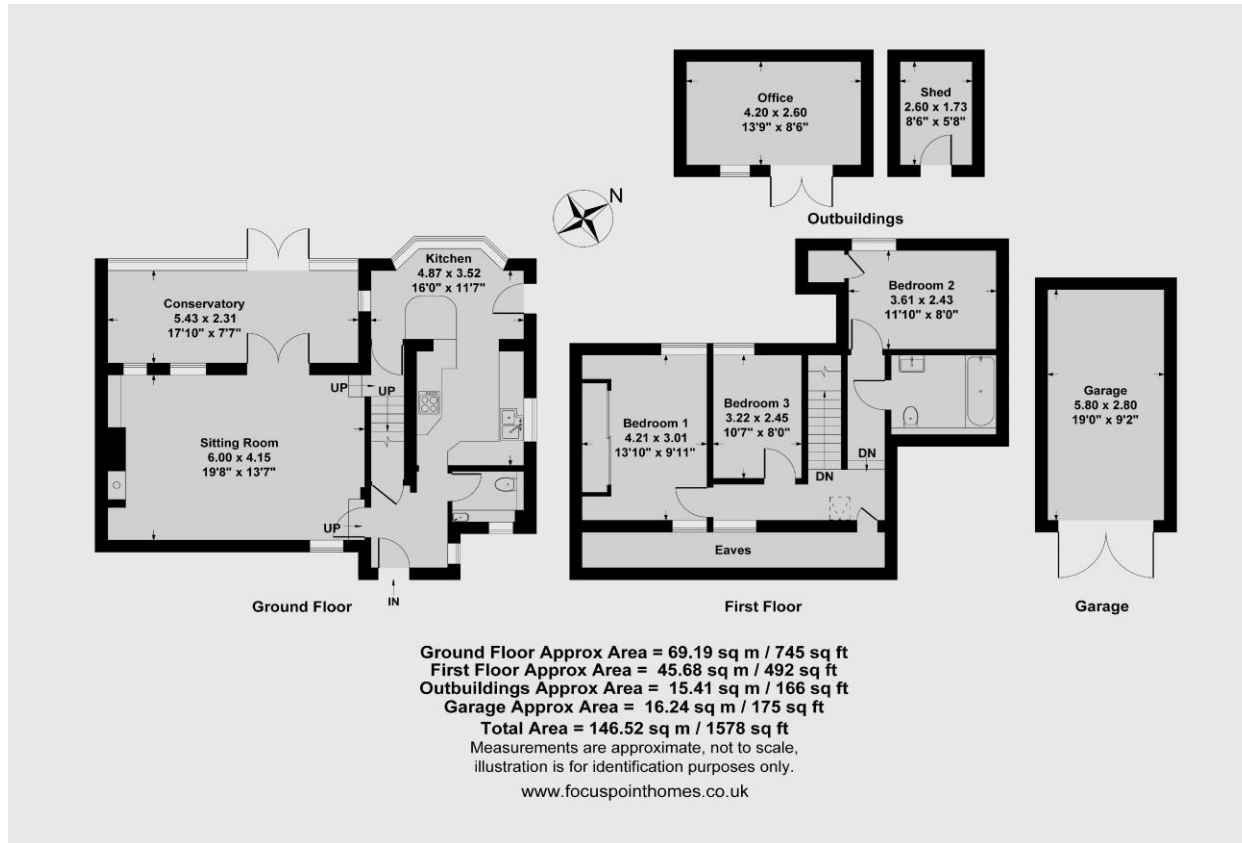 Office
4.20 x 2.60
13'9" x 8'6"
Shed
2.60 x 1.73
8'6" x 5'8"
Outbuildings
N
Kitchen
4.87 x 3.52
16'0" x 11'7"
Conservatory
5.43 x 2.31
17'10" x 7'7"
UP
UP
Sitting Room
6.00 x 4.15
19'8" x 13'7"
UP
IN
Ground Floor
Bedroom 2
3.61 x 2.43
11'10" x 8'0"
Bedroom 1
4.21 x 3.01
13'10" x 9'11"
Bedroom 3
3.22 x 2.45
10'7" x 8'0"
DN
DN
Eaves
First Floor
Garage
5.80 x 2.80
19'0" x 9'2"
Garage
Ground Floor Approx Area = 69.19 sq m / 745 sq ft
First Floor Approx Area = 45.68 sq m / 492 sq ft
Outbuildings Approx Area = 15.41 sq m / 166 sq ft
Garage Approx Area = 16.24 sq m / 175 sq ft
Total Area = 146.52 sq m / 1578 sq ft
Measurements are approximate, not to scale,
illustration is for identification purposes only.
www.focuspointhomes.co.uk